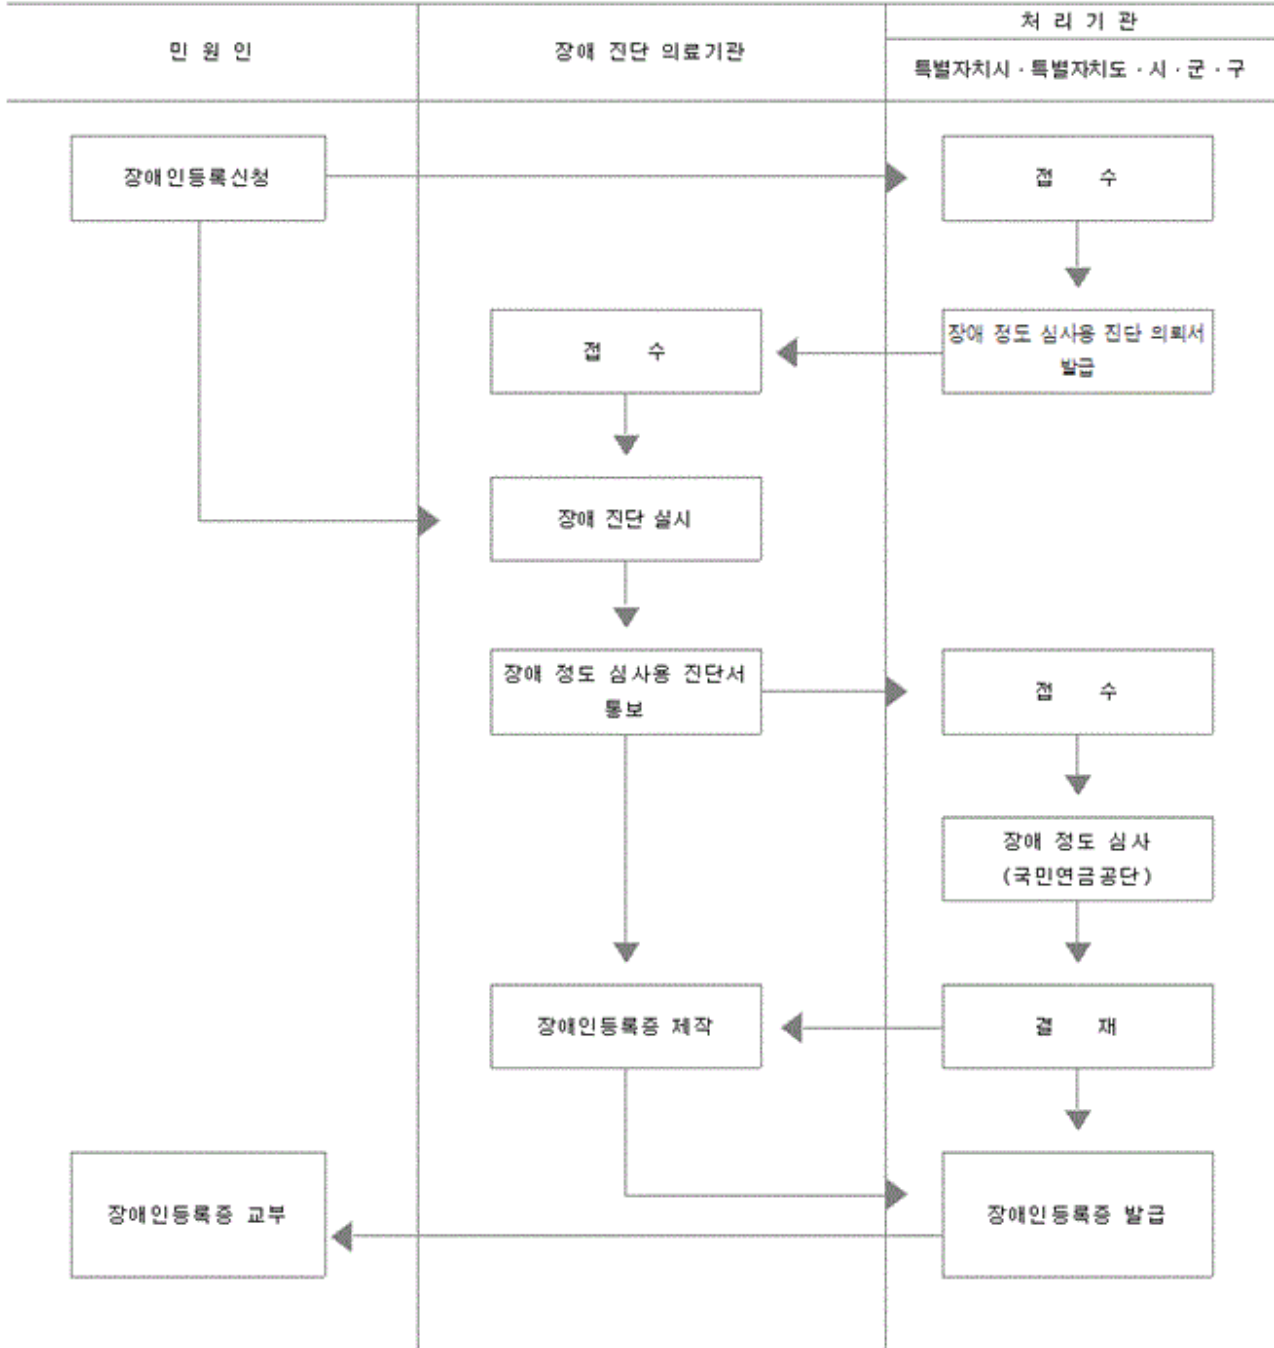 민 원 인
장애 진단 의료기관
처 리 기 관
특별자치시 · 특별자치도 · 시 · 군 · 구
장애인등록신청
접 수
접 수
장애 정도 심사용 진단 의뢰서
발급
장애 진단 실시
장애 정도 심사용 진단서
통보
접 수
장애 정도 심사
(국민연금공단)
장애인등록증 제작
결 재
장애인등록증 교부
장애인등록증 발급